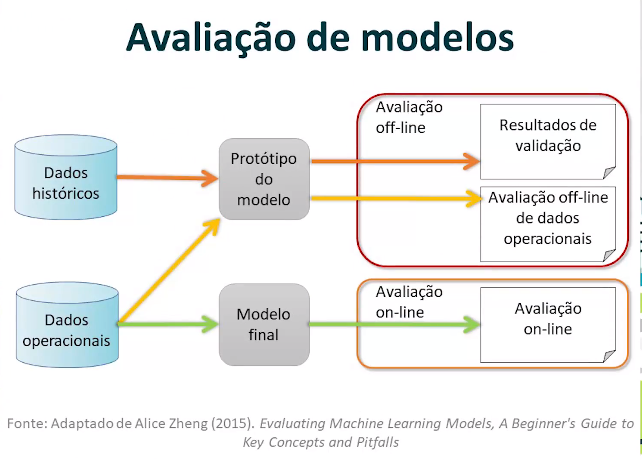 Avaliação de modelos
Avaliação
off-line
Resultados de
validação
Dados
históricos
Protótipo
do
modelo
Avaliação off-line
de dados
operacionais
Dados
operacionais
Modelo
final
Avaliação
on-line
Avaliação
on-line
Fonte: Adaptado de Alice Zheng (2015). Evaluating Machine Learning Models, A Beginner's Guide to
Key Concepts and Pitfalls